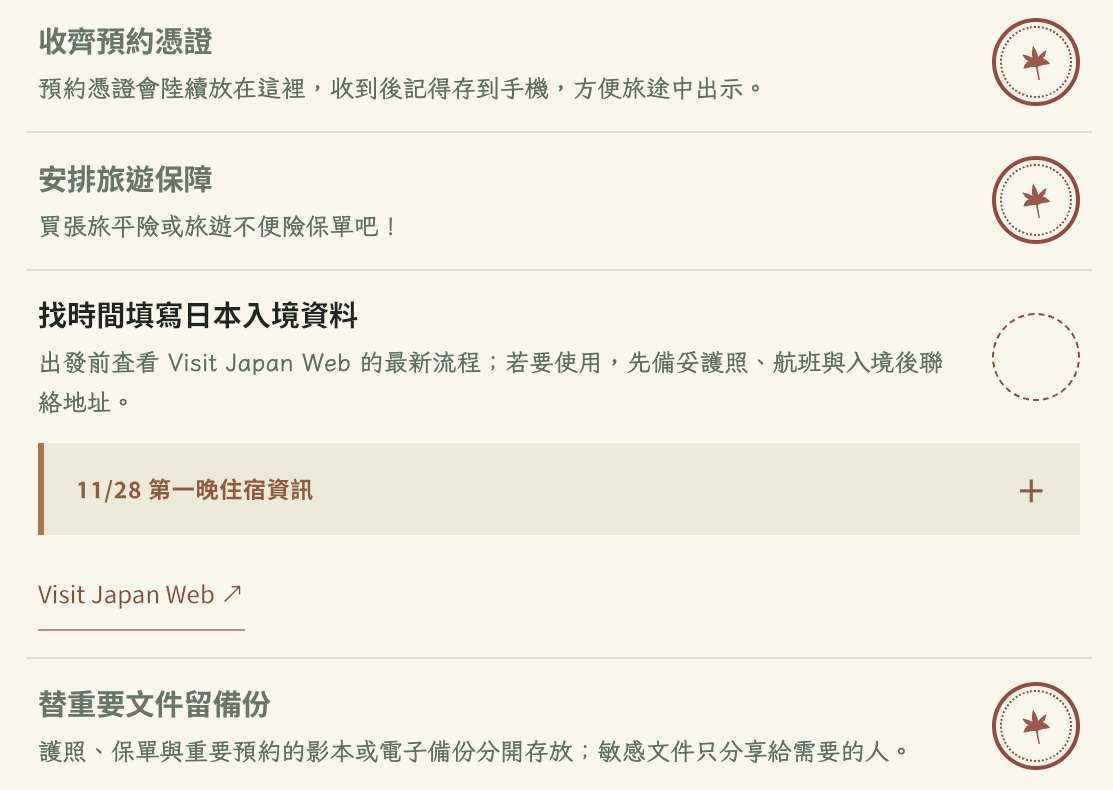 收齊預約憑證
預約憑證會陸續放在這裡，收到後記得存到手機，方便旅途中出示。
安排旅遊保障
買張旅平險或旅遊不便險保單吧！
找時間填寫日本入境資料
出發前查看 Visit Japan Web 的最新流程；若要使用，先備妥護照、航班與入境後聯
絡地址。
11/28 第一晚住宿資訊
Visit Japan Web ↗
替重要文件留備份
護照、保單與重要預約的影本或電子備份分開存放；敏感文件只分享給需要的人。